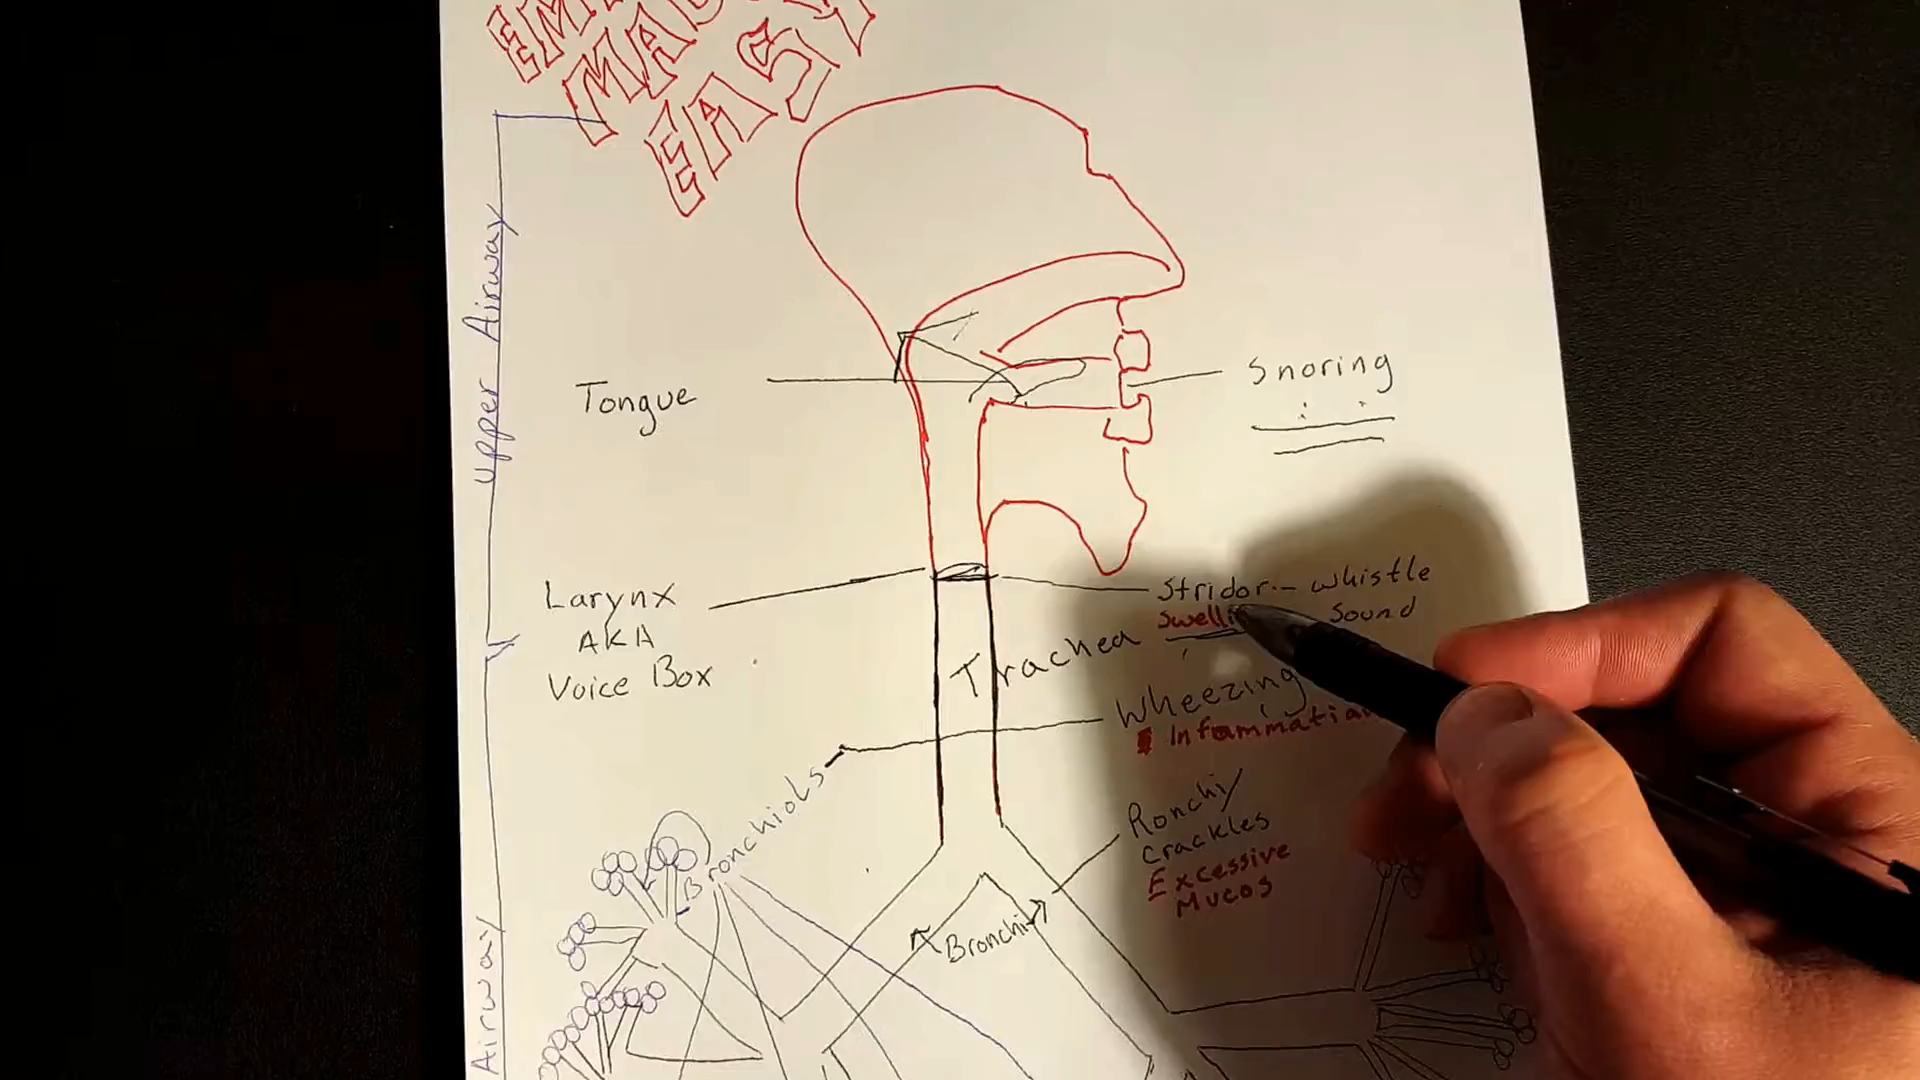 EASY
Upper Airway
Tongue
Snoring
Larynx
AKA
Voice Box
Stridor - whistle
Sound
Trachea
Wheezing
Bronchiols
Ronchi/
crackles
Excessive
Mucos
Bronchi
Airway